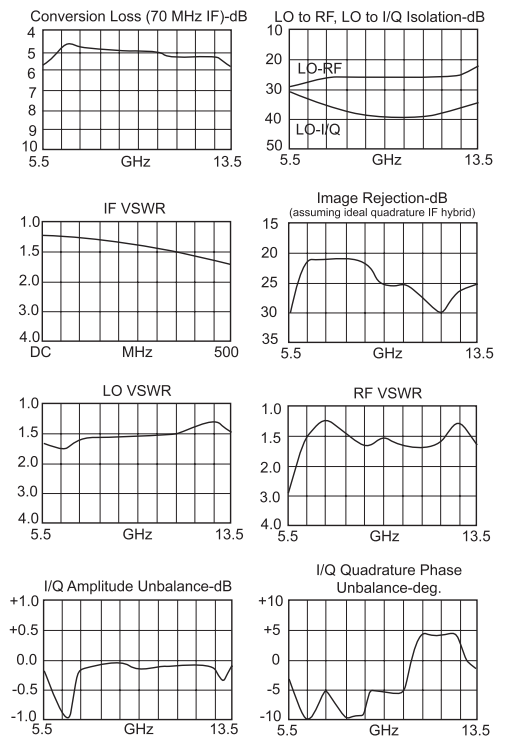 Conversion Loss (70 MHz IF)-dB
4
5
6
7
8
9
10
5.5 GHz 13.5
LO to RF, LO to I/Q Isolation-dB
10
20
LO-RF
30
40
LO-I/Q
50
5.5 GHz 13.5
IF VSWR
1.0
1.5
2.0
3.0
4.0
DC MHz 500
Image Rejection-dB
(assuming ideal quadrature IF hybrid)
15
20
25
30
35
5.5 GHz 13.5
LO VSWR
1.0
1.5
2.0
3.0
4.0
5.5 GHz 13.5
RF VSWR
1.0
1.5
2.0
3.0
4.0
5.5 GHz 13.5
I/Q Amplitude Unbalance-dB
+1.0
+0.5
0.0
-0.5
-1.0
5.5 GHz 13.5
I/Q Quadrature Phase
Unbalance-deg.
+10
+5
0
-5
-10
5.5 GHz 13.5